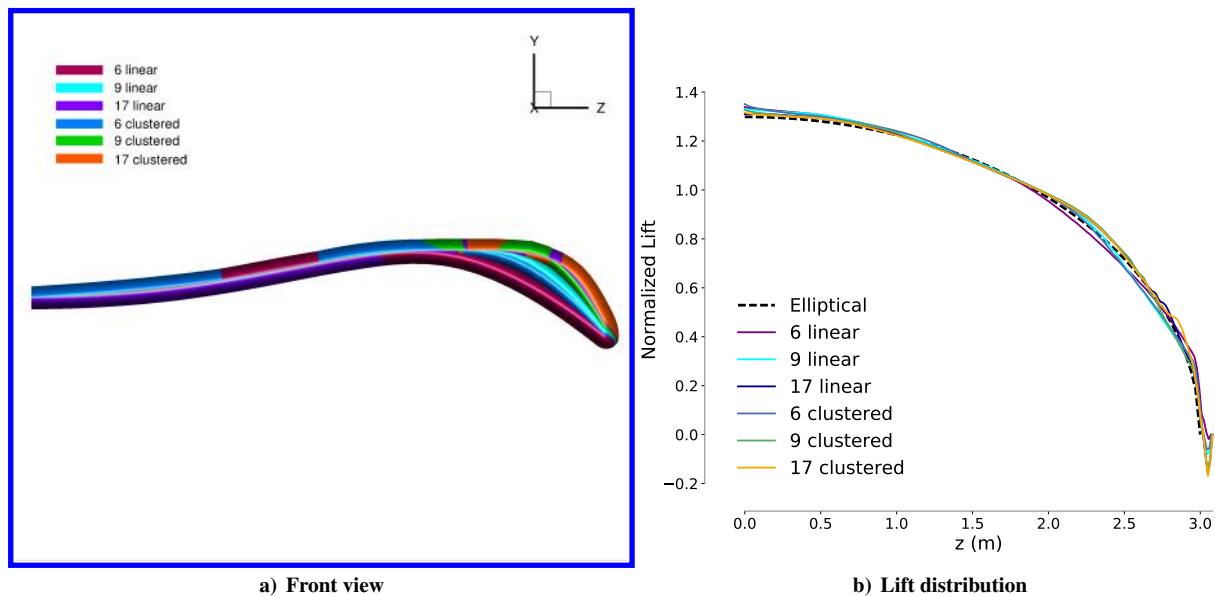 6 linear
9 linear
17 linear
6 clustered
9 clustered
17 clustered
Y
X
Z
a) Front view
Normalized Lift
1.4
1.2
1.0
0.8
0.6
0.4
0.2
0.0
−0.2
Elliptical
6 linear
9 linear
17 linear
6 clustered
9 clustered
17 clustered
0.0 0.5 1.0 1.5 2.0 2.5 3.0
z (m)
b) Lift distribution